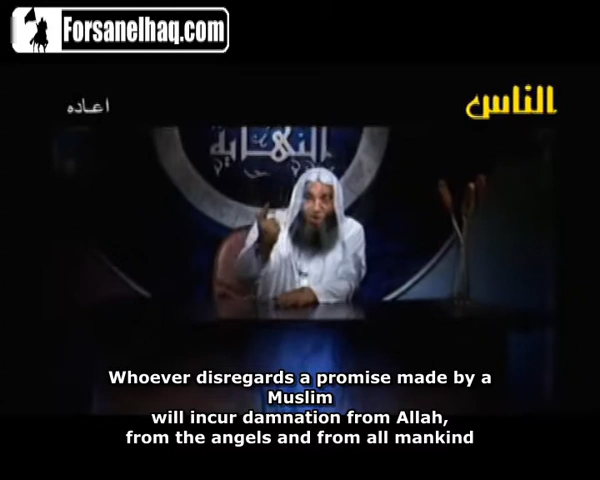 Forsanelhaq.com
اعاده
الناس
النهاية
Whoever disregards a promise made by a
Muslim
will incur damnation from Allah,
from the angels and from all mankind